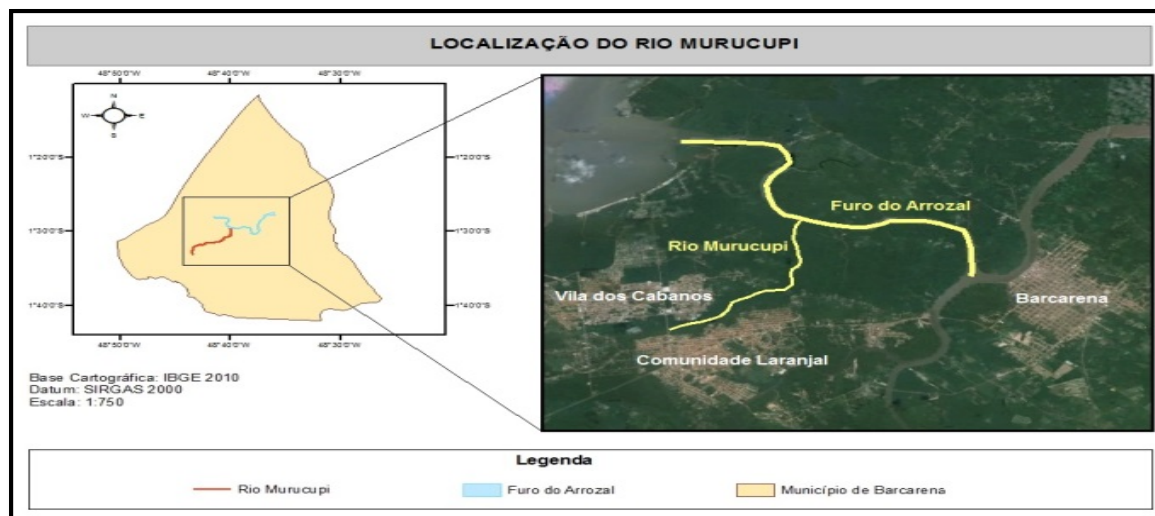 LOCALIZAÇÃO DO RIO MURUCUPI
48°50'0"W 48°40'0"W 48°30'0"W
N
W E
S
1°20'0"S 1°20'0"S
1°30'0"S 1°30'0"S
1°40'0"S 1°40'0"S
48°50'0"W 48°40'0"W 48°30'0"W
Base Cartográfica: IBGE 2010
Datum: SIRGAS 2000
Escala: 1:750
Furo do Arrozal
Rio Murucupi
Vila dos Cabanos
Barcarena
Comunidade Laranjal
Legenda
Rio Murucupi Furo do Arrozal Município de Barcarena